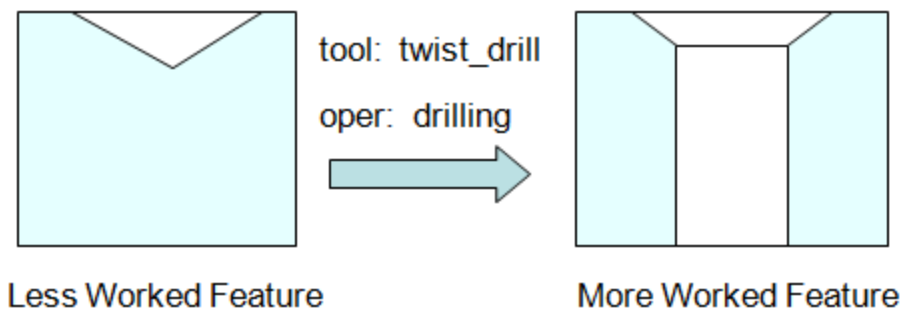 tool: twist_drill
oper: drilling
Less Worked Feature
More Worked Feature